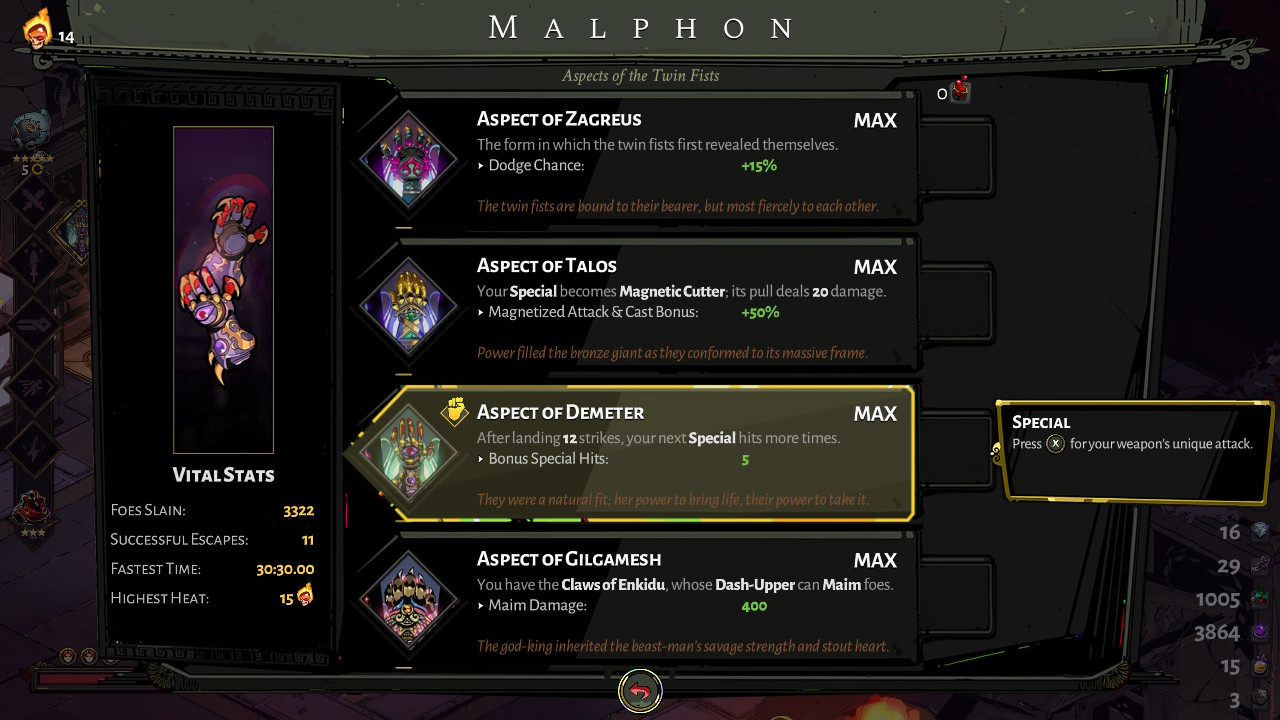 14
MALPHON
Aspects of the Twin Fists
0
ASPECT OF ZAGREUS
MAX
The form in which the twin fists first revealed themselves.
Dodge Chance: +15%
The twin fists are bound to their bearer, but most fiercely to each other.
5
ASPECT OF TALOS
MAX
Your Special becomes Magnetic Cutter; its pull deals 20 damage.
Magnetized Attack & Cast Bonus: +50%
Power filled the bronze giant as they conformed to its massive frame.
ASPECT OF DEMETER
MAX
After landing 12 strikes, your next Special hits more times.
Bonus Special Hits: 5
They were a natural fit; her power to bring life, their power to take it.
SPECIAL
Press X for your weapon's unique attack.
ASPECT OF GILGAMESH
MAX
You have the Claws of Enkidu, whose Dash-Upper can Maim foes.
Maim Damage: 400
The god-king inherited the beast-man's savage strength and stout heart.
VITAL STATS
FOES SLAIN: 3322
SUCCESSFUL ESCAPES: 11
FASTEST TIME: 30:30.00
HIGHEST HEAT: 15
16
29
1005
3864
15
3